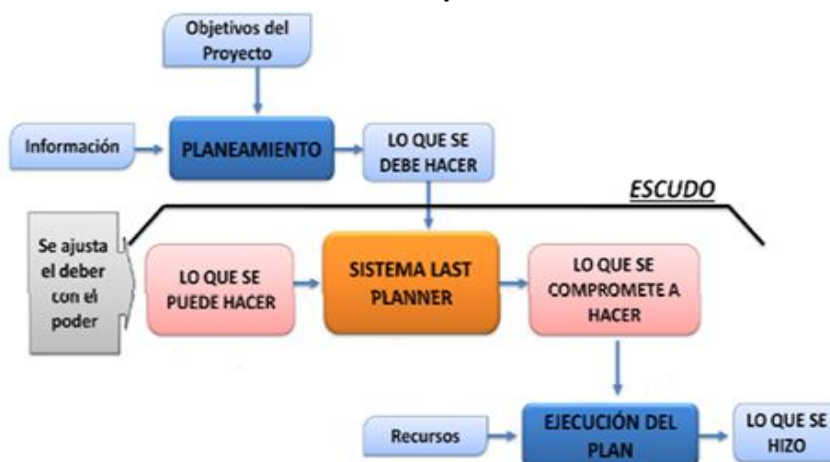 Objetivos del
Proyecto
Información
PLANEAMIENTO
LO QUE SE
DEBE HACER
ESCUDO
Se ajusta
el deber
con el
poder
LO QUE SE
PUEDE HACER
SISTEMA LAST
PLANNER
LO QUE SE
COMPROMETE A
HACER
Recursos
EJECUCIÓN DEL
PLAN
LO QUE SE
HIZO